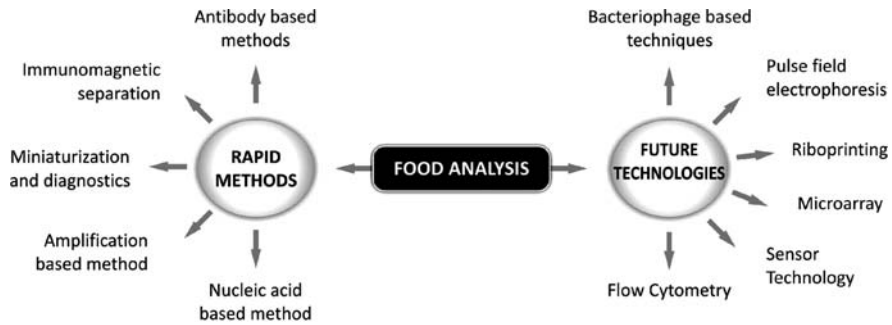 Antibody based
methods
Immunomagnetic
separation
Miniaturization
and diagnostics
Amplification
based method
Nucleic acid
based method
RAPID
METHODS
FOOD ANALYSIS
FUTURE
TECHNOLOGIES
Bacteriophage based
techniques
Pulse field
electrophoresis
Riboprinting
Microarray
Sensor
Technology
Flow Cytometry